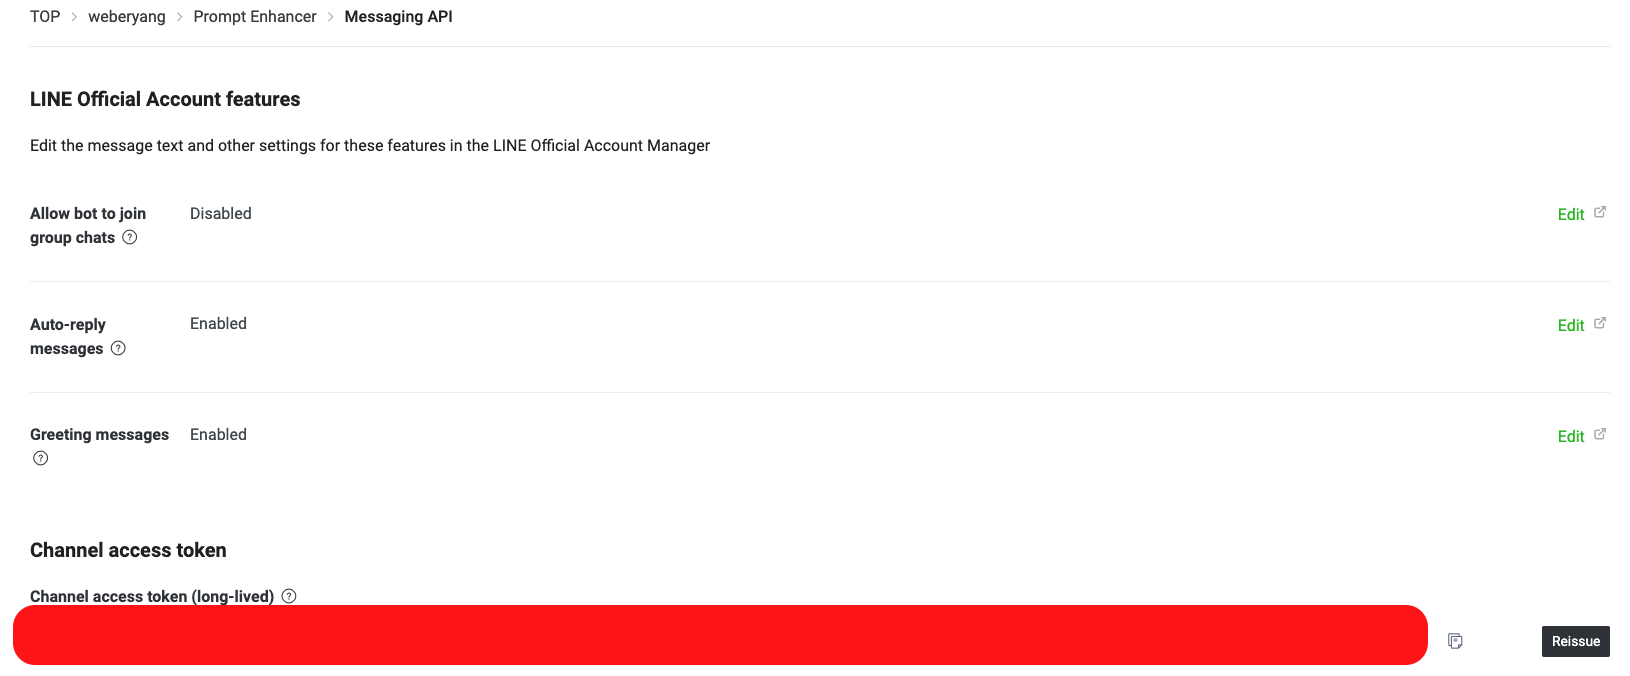 TOP > weberyang > Prompt Enhancer > Messaging API
LINE Official Account features
Edit the message text and other settings for these features in the LINE Official Account Manager
Allow bot to join
group chats ?
Disabled
Edit
Auto-reply
messages ?
Enabled
Edit
Greeting messages
?
Enabled
Edit
Channel access token
Channel access token (long-lived) ?
Reissue